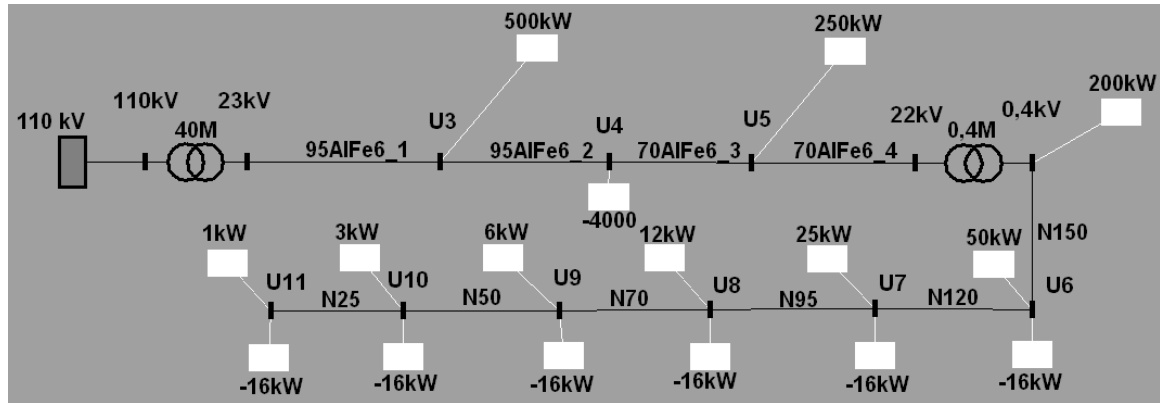 500kW
250kW
200kW
110 kV
110kV
23kV
40M
U3
U4
U5
22kV
0,4kV
0,4M
95AlFe6_1
95AlFe6_2
70AlFe6_3
70AlFe6_4
-4000
N150
1kW
3kW
6kW
12kW
25kW
50kW
U11
U10
U9
U8
U7
U6
N25
N50
N70
N95
N120
-16kW
-16kW
-16kW
-16kW
-16kW
-16kW